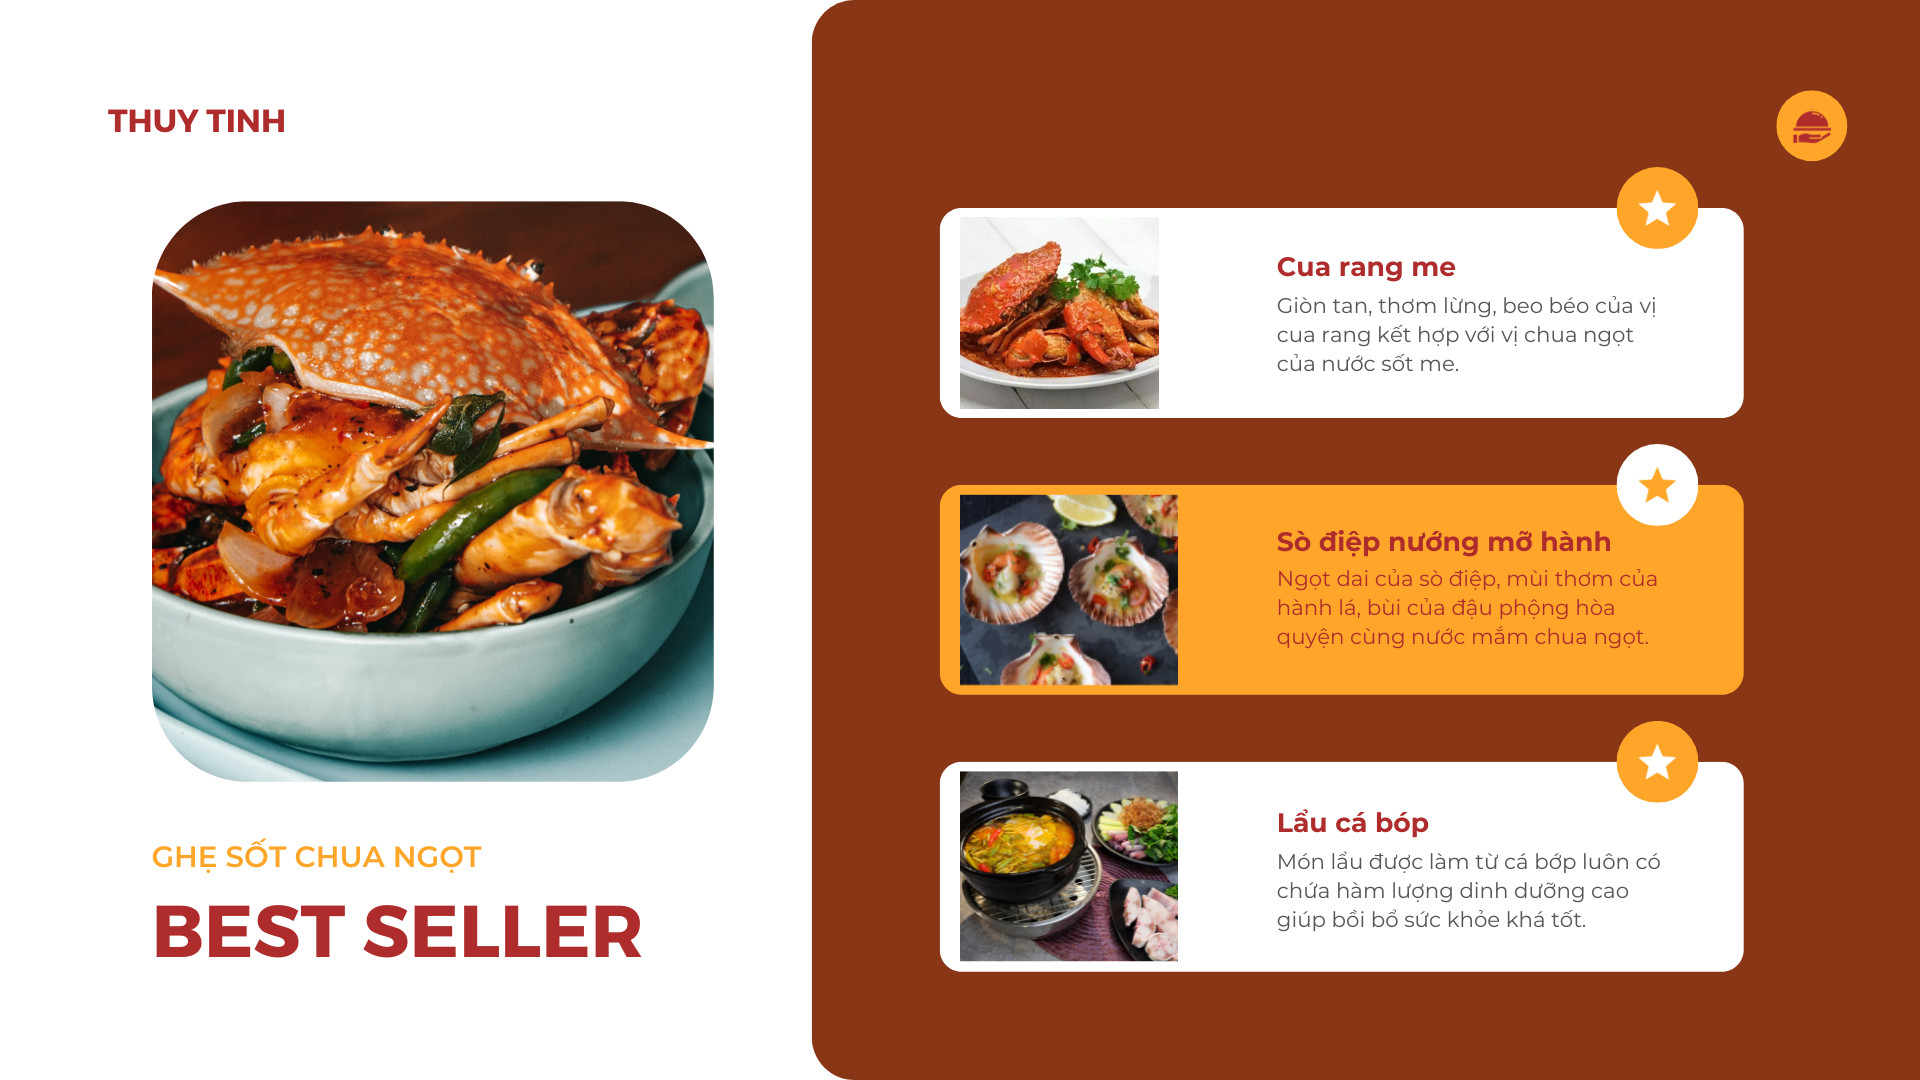 THUY TINH
GHẸ SỐT CHUA NGỌT
BEST SELLER
Cua rang me
Giòn tan, thơm lừng, beo béo của vị
cua rang kết hợp với vị chua ngọt
của nước sốt me.
Sò điệp nướng mỡ hành
Ngọt dai của sò điệp, mùi thơm của
hành lá, bùi của đậu phộng hòa
quyện cùng nước mắm chua ngọt.
Lẩu cá bóp
Món lẩu được làm từ cá bớp luôn có
chứa hàm lượng dinh dưỡng cao
giúp bồi bổ sức khỏe khá tốt.